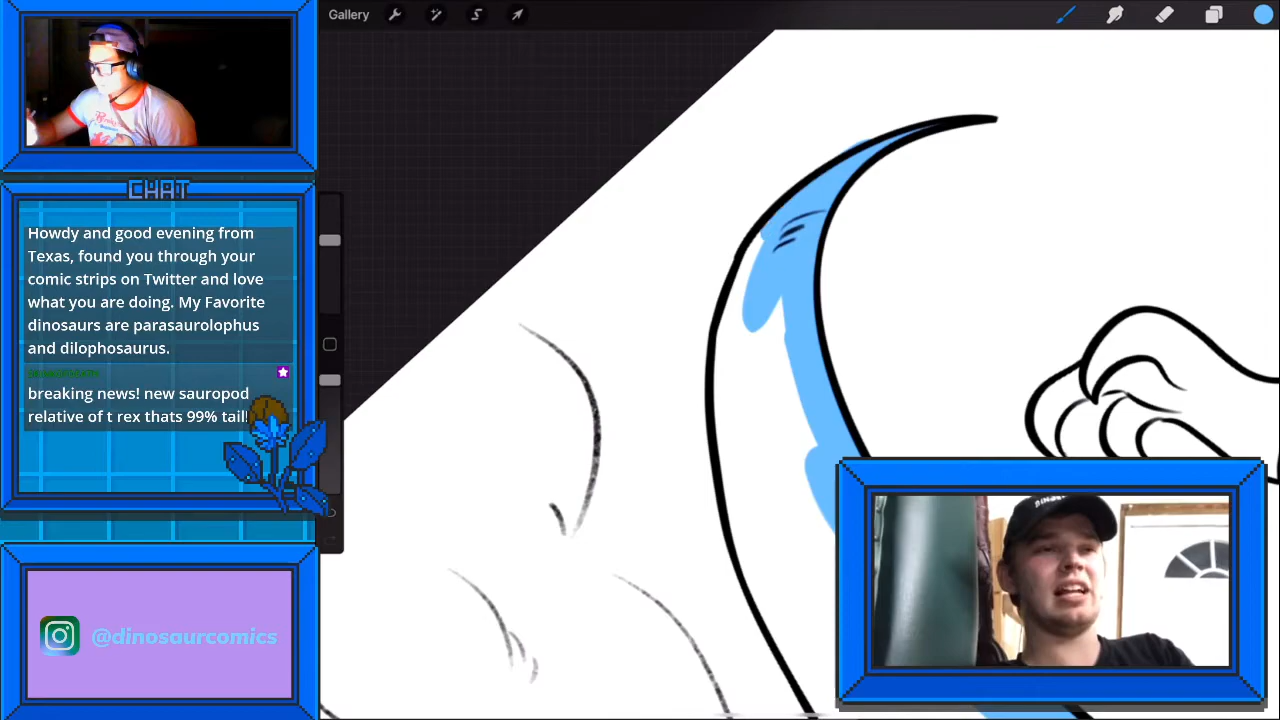 Gallery
CHAT
Howdy and good evening from
Texas, found you through your
comic strips on Twitter and love
what you are doing. My Favorite
dinosaurs are parasaurolophus
and dilophosaurus.
breaking news! new sauropod
relative of t rex thats 99% tail!
@dinosaurcomics